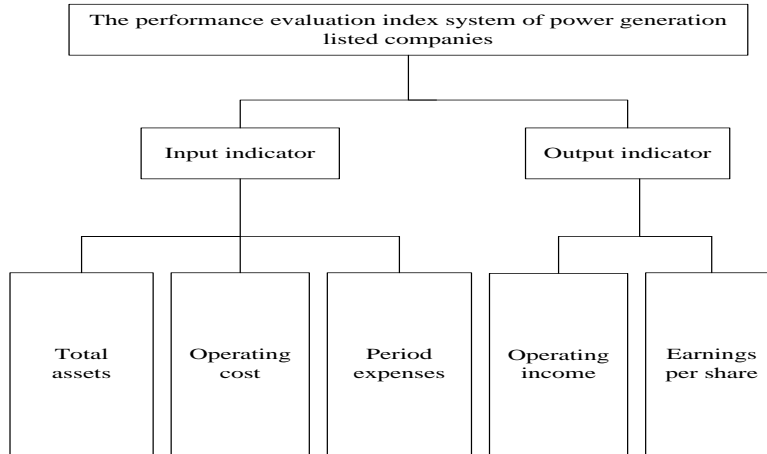 The performance evaluation index system of power generation
listed companies
Input indicator
Output indicator
Total
assets
Operating
cost
Period
expenses
Operating
income
Earnings
per share